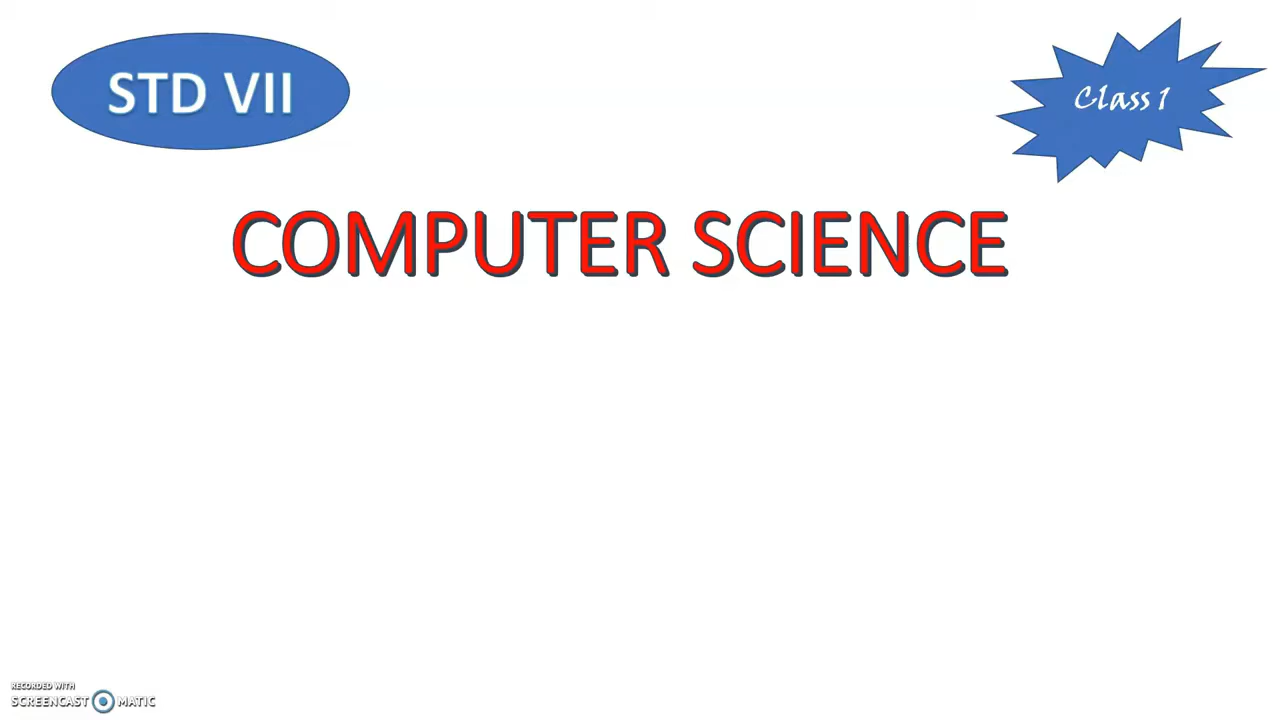 STD VII
Class 1
COMPUTER SCIENCE
RECORDED WITH
SCREENCAST MATIC